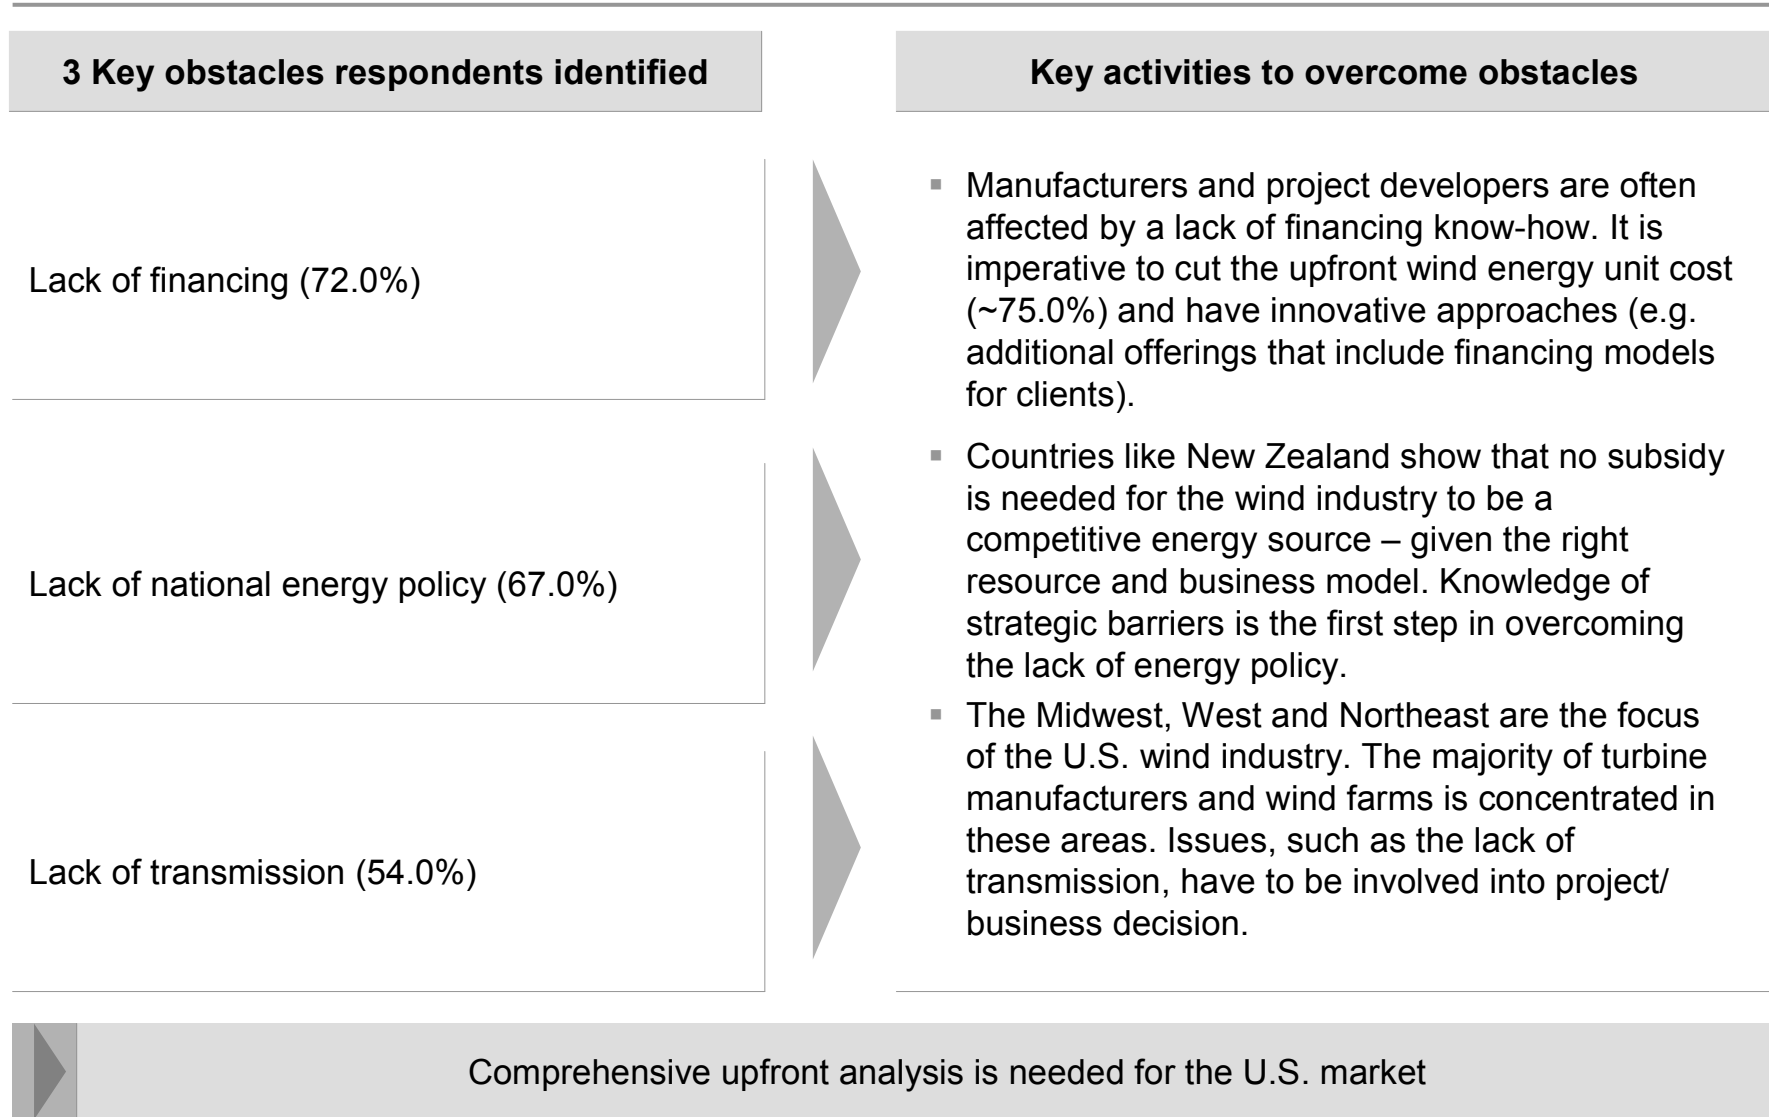 3 Key obstacles respondents identified
Key activities to overcome obstacles
Lack of financing (72.0%)
▪ Manufacturers and project developers are often
affected by a lack of financing know-how. It is
imperative to cut the upfront wind energy unit cost
(~75.0%) and have innovative approaches (e.g.
additional offerings that include financing models
for clients).
Lack of national energy policy (67.0%)
▪ Countries like New Zealand show that no subsidy
is needed for the wind industry to be a
competitive energy source – given the right
resource and business model. Knowledge of
strategic barriers is the first step in overcoming
the lack of energy policy.
Lack of transmission (54.0%)
▪ The Midwest, West and Northeast are the focus
of the U.S. wind industry. The majority of turbine
manufacturers and wind farms is concentrated in
these areas. Issues, such as the lack of
transmission, have to be involved into project/
business decision.
Comprehensive upfront analysis is needed for the U.S. market